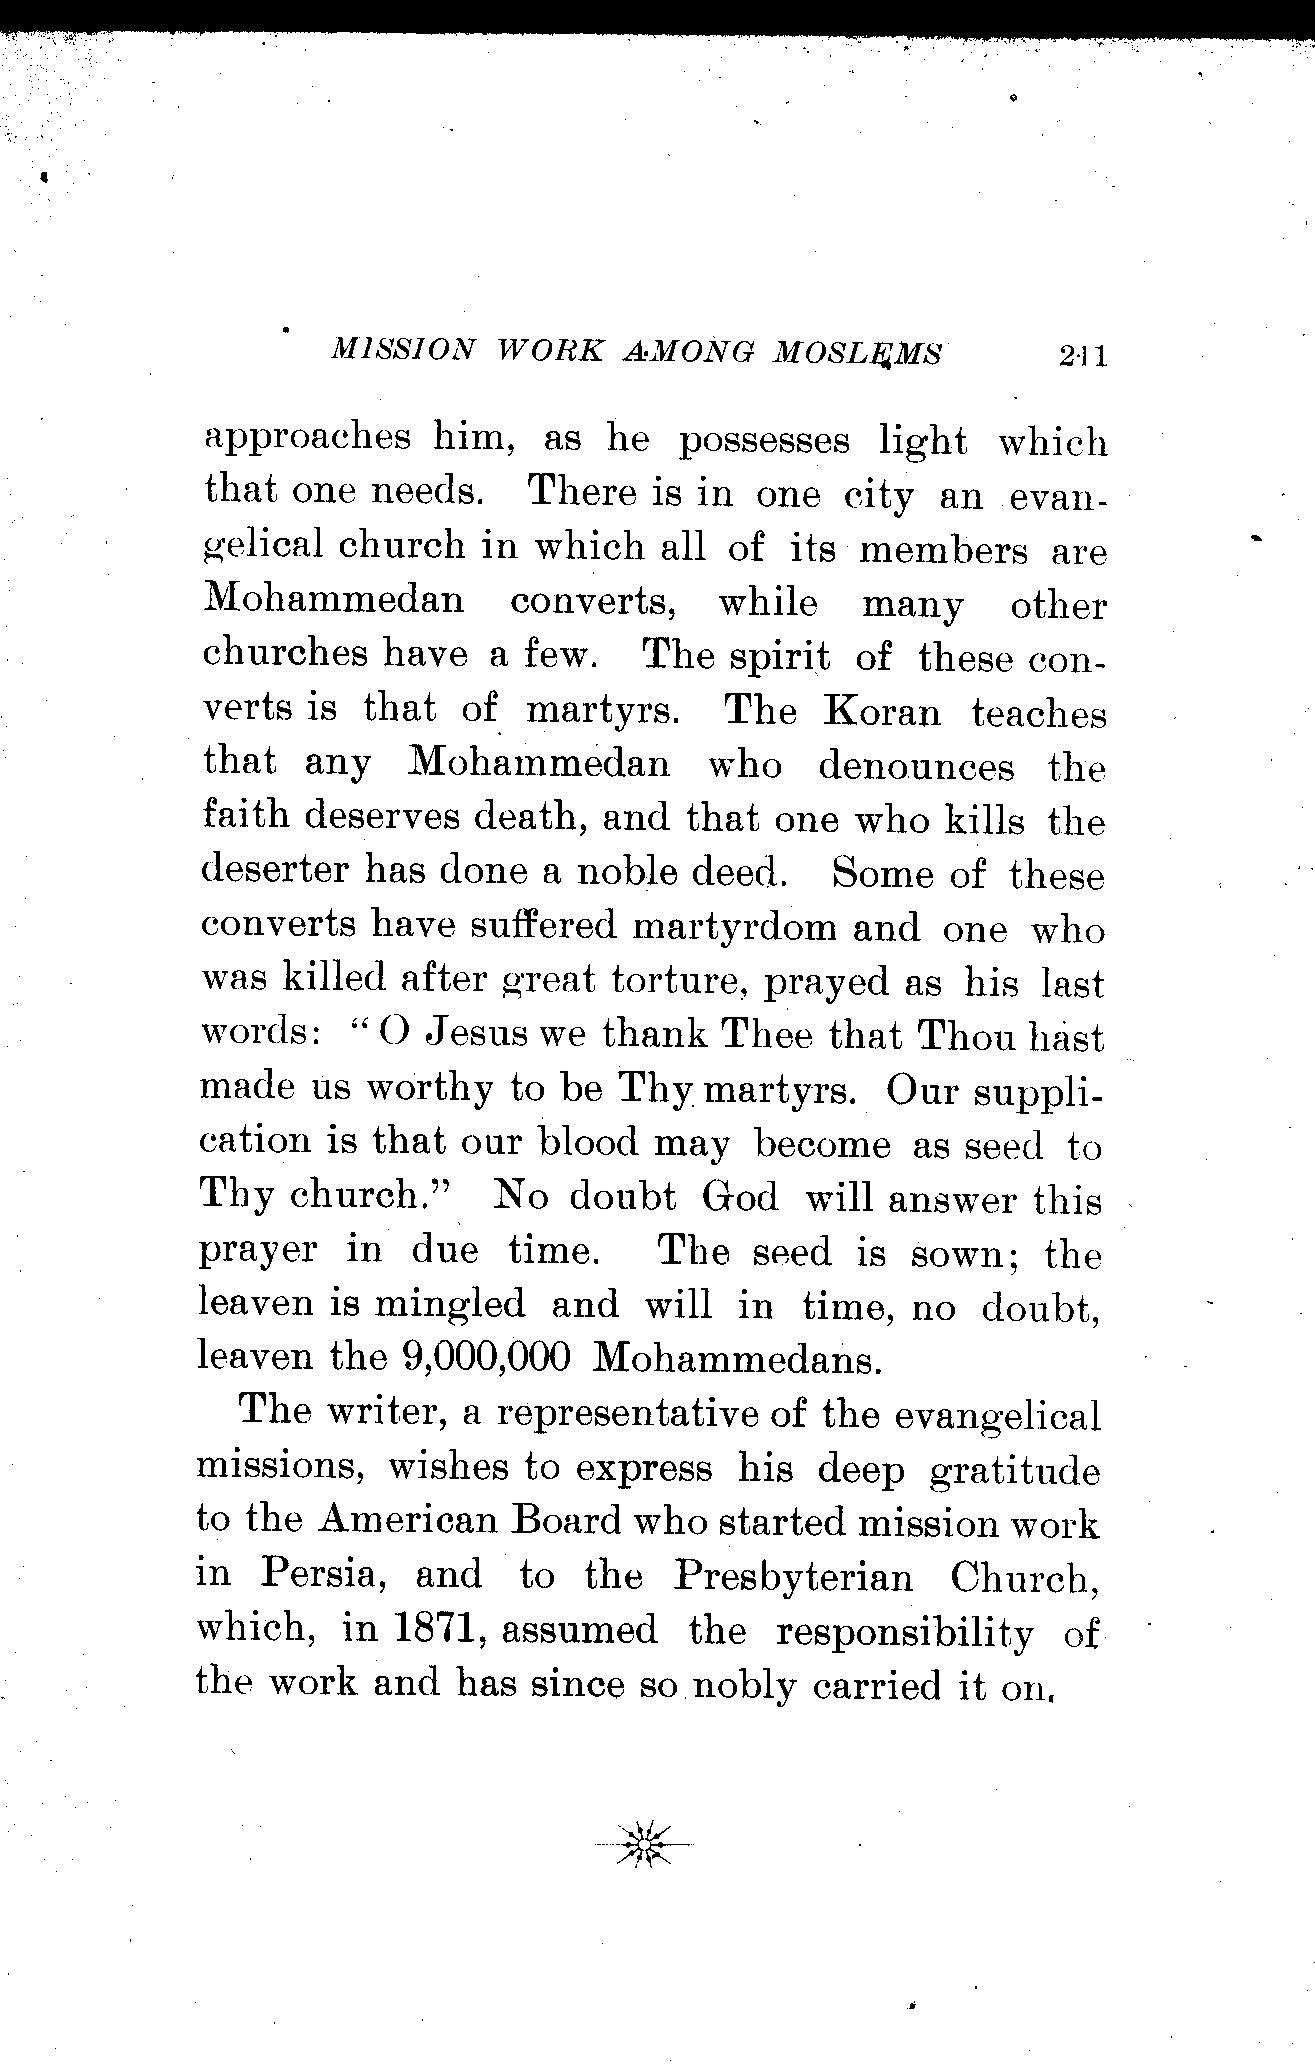 MISSION WORK AMONG MOSLEMS 211
approaches him, as he possesses light which
that one needs. There is in one city an evan-
gelical church in which all of its members are
Mohammedan converts, while many other
churches have a few. The spirit of these con-
verts is that of martyrs. The Koran teaches
that any Mohammedan who denounces the
faith deserves death, and that one who kills the
deserter has done a noble deed. Some of these
converts have suffered martyrdom and one who
was killed after great torture, prayed as his last
words: “ O Jesus we thank Thee that Thou hast
made us worthy to be Thy martyrs. Our suppli-
cation is that our blood may become as seed to
Thy church.” No doubt God will answer this
prayer in due time. The seed is sown; the
leaven is mingled and will in time, no doubt,
leaven the 9,000,000 Mohammedans.
The writer, a representative of the evangelical
missions, wishes to express his deep gratitude
to the American Board who started mission work
in Persia, and to the Presbyterian Church,
which, in 1871, assumed the responsibility of
the work and has since so nobly carried it on.